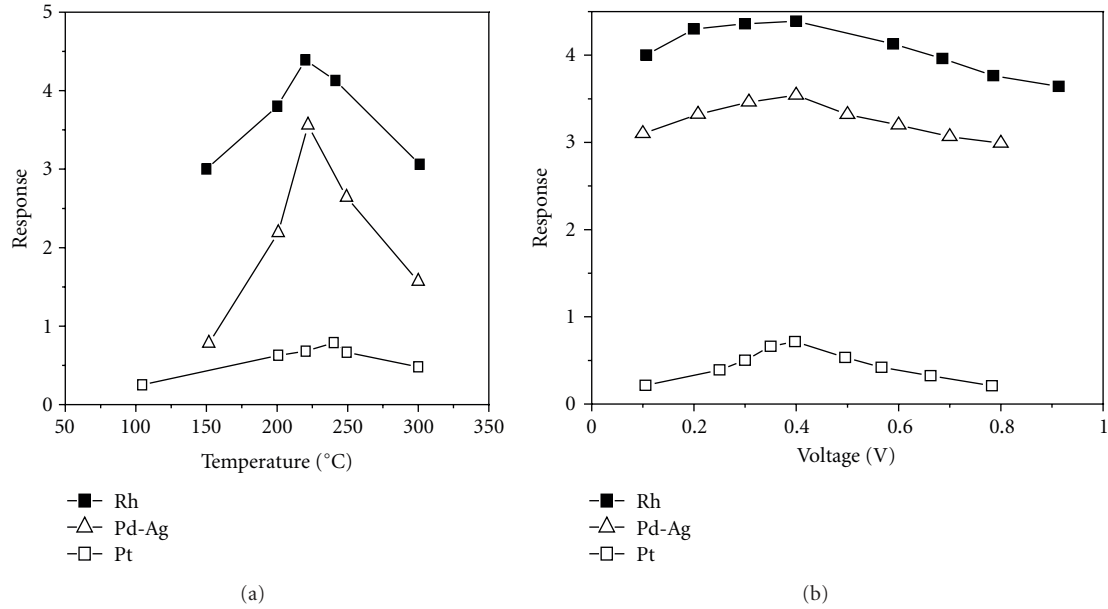 5
4
3
2
1
0
50
100
150
200
250
300
350
Response
Temperature (°C)
Rh
Pd-Ag
Pt
(a)
4
3
2
1
0
0
0.2
0.4
0.6
0.8
1
Response
Voltage (V)
Rh
Pd-Ag
Pt
(b)